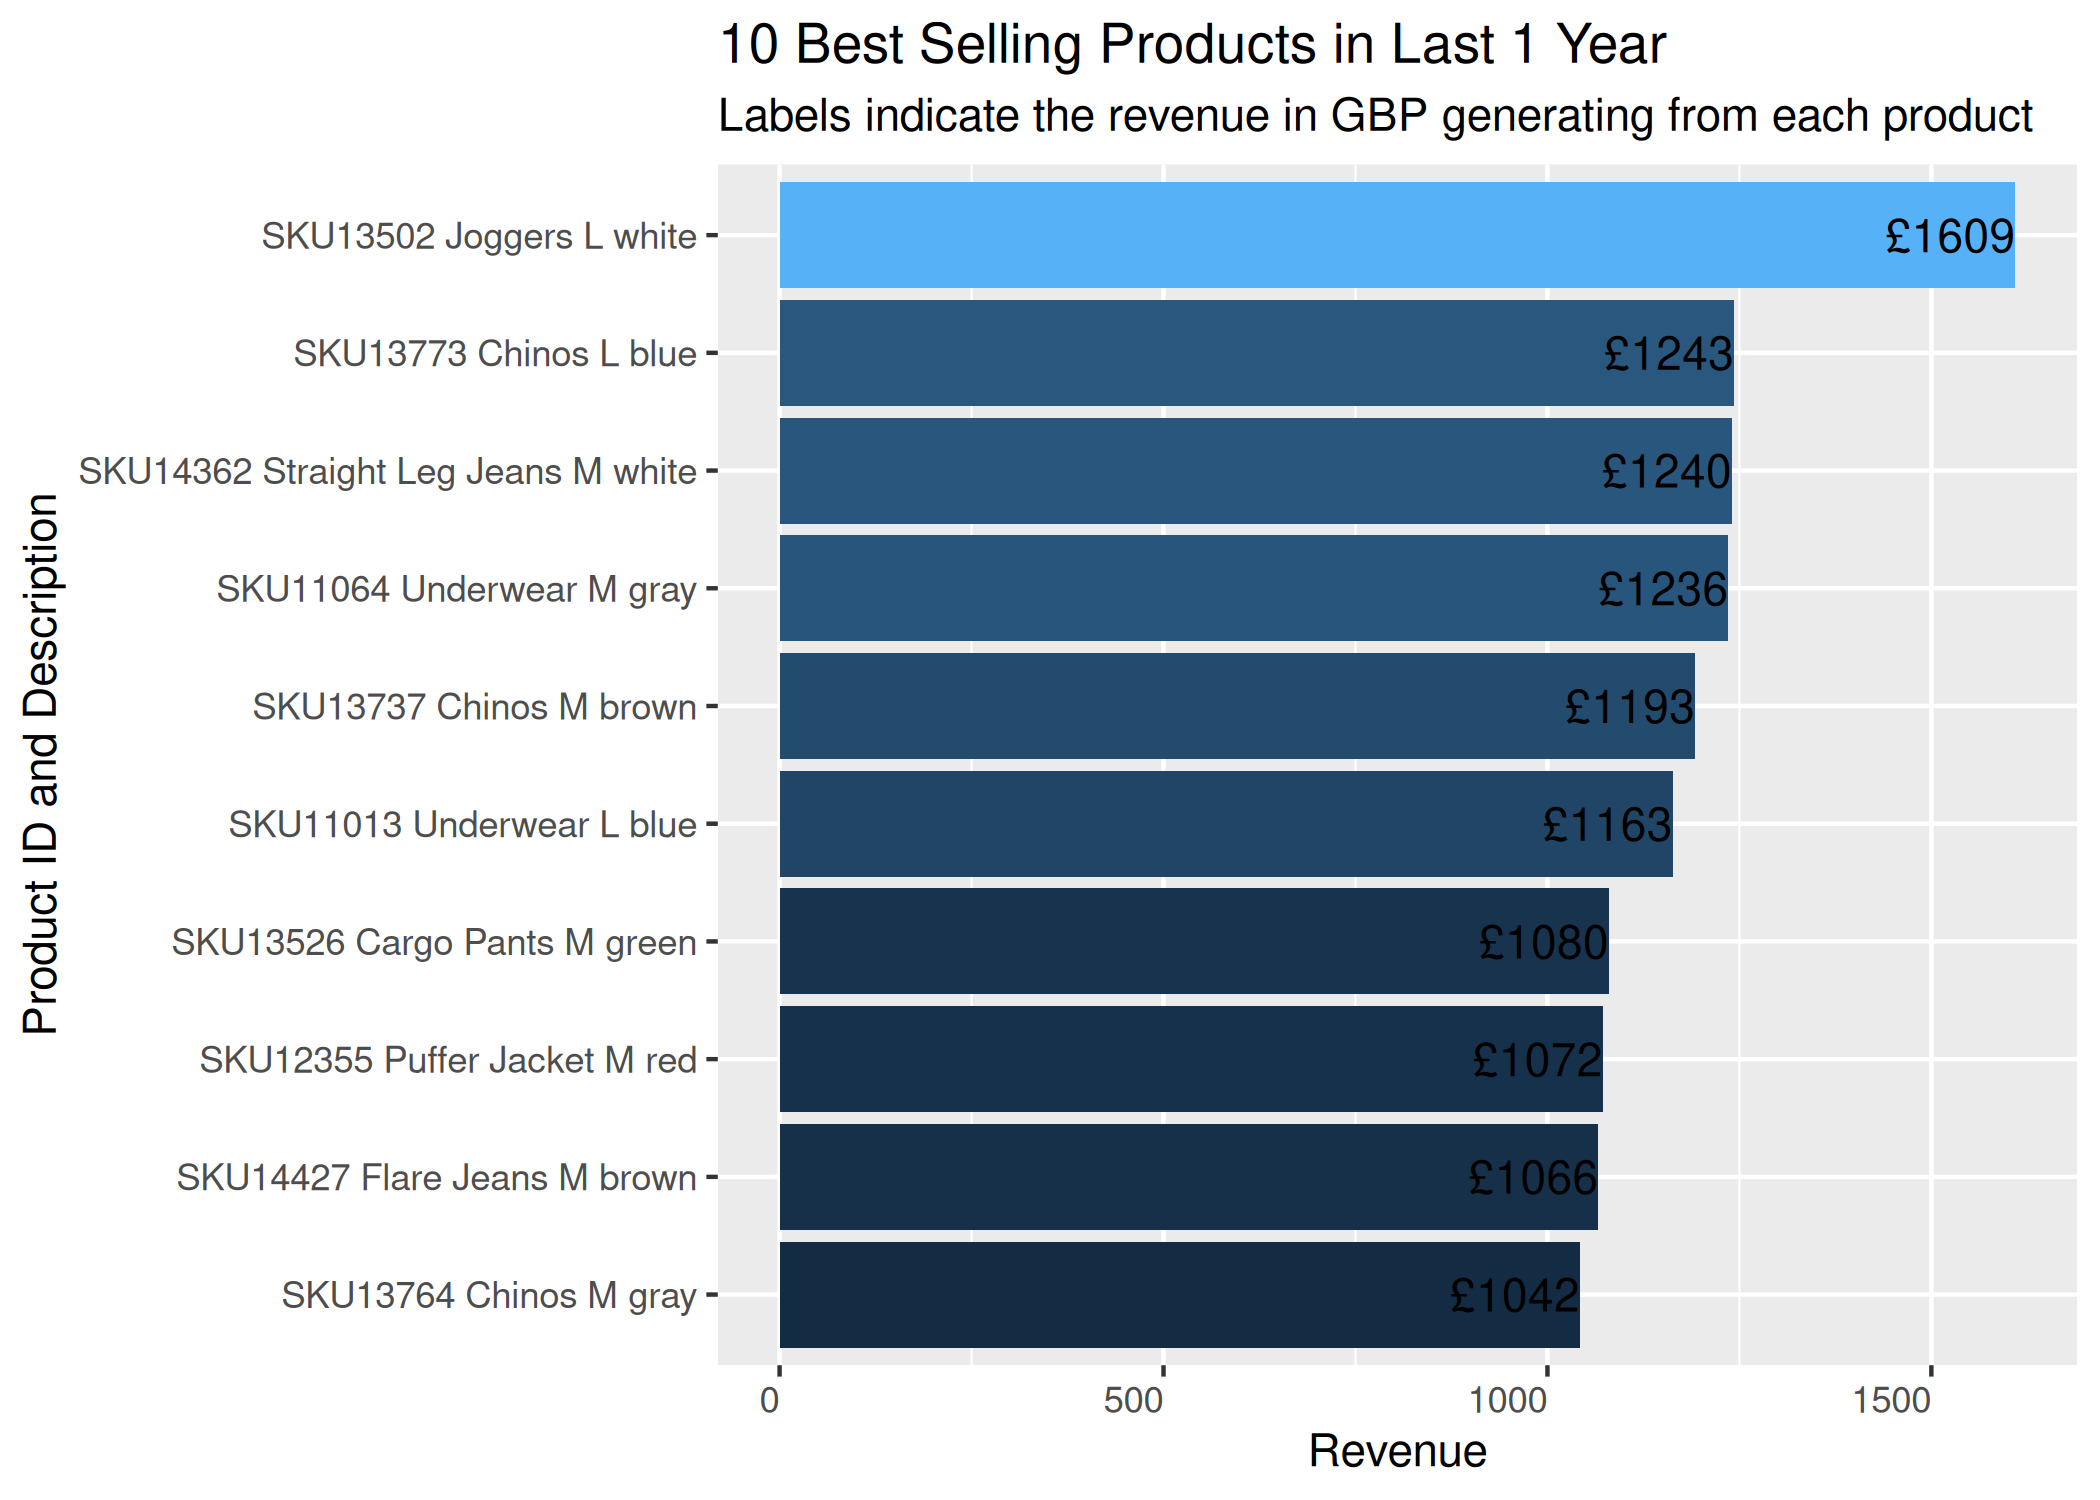 10 Best Selling Products in Last 1 Year
Labels indicate the revenue in GBP generating from each product
Product ID and Description
SKU13502 Joggers L white £1609
SKU13773 Chinos L blue £1243
SKU14362 Straight Leg Jeans M white £1240
SKU11064 Underwear M gray £1236
SKU13737 Chinos M brown £1193
SKU11013 Underwear L blue £1163
SKU13526 Cargo Pants M green £1080
SKU12355 Puffer Jacket M red £1072
SKU14427 Flare Jeans M brown £1066
SKU13764 Chinos M gray £1042
0 500 1000 1500
Revenue